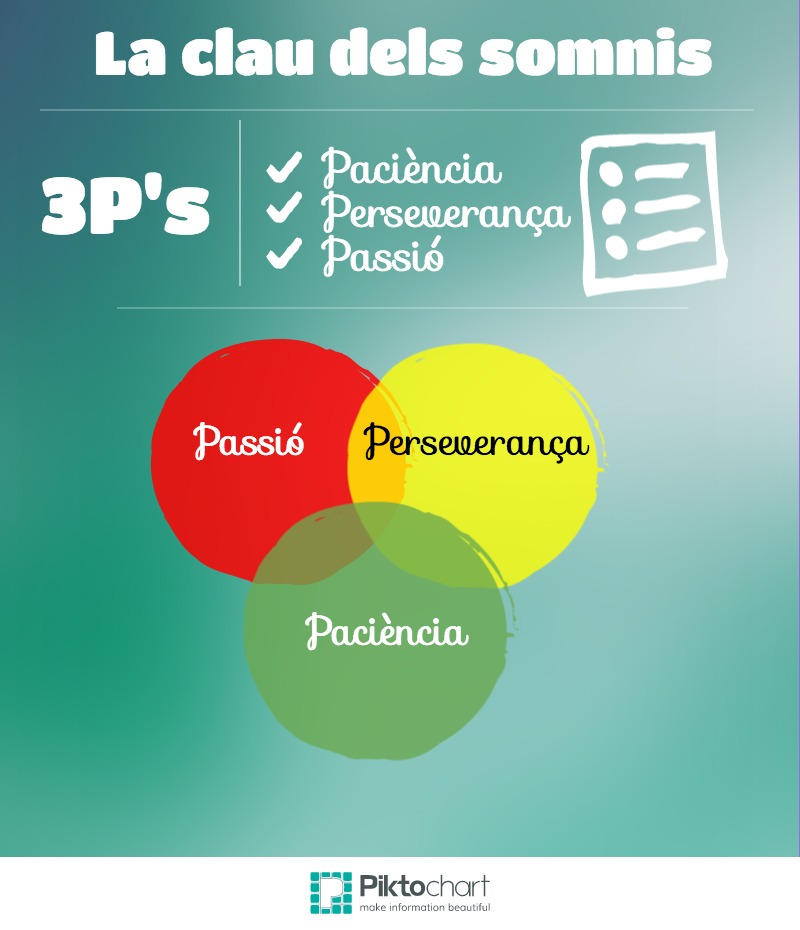 La clau dels somnis
3P's
Paciència
Perseverança
Passió
Passió
Perseverança
Paciència
Piktochart
make information beautiful